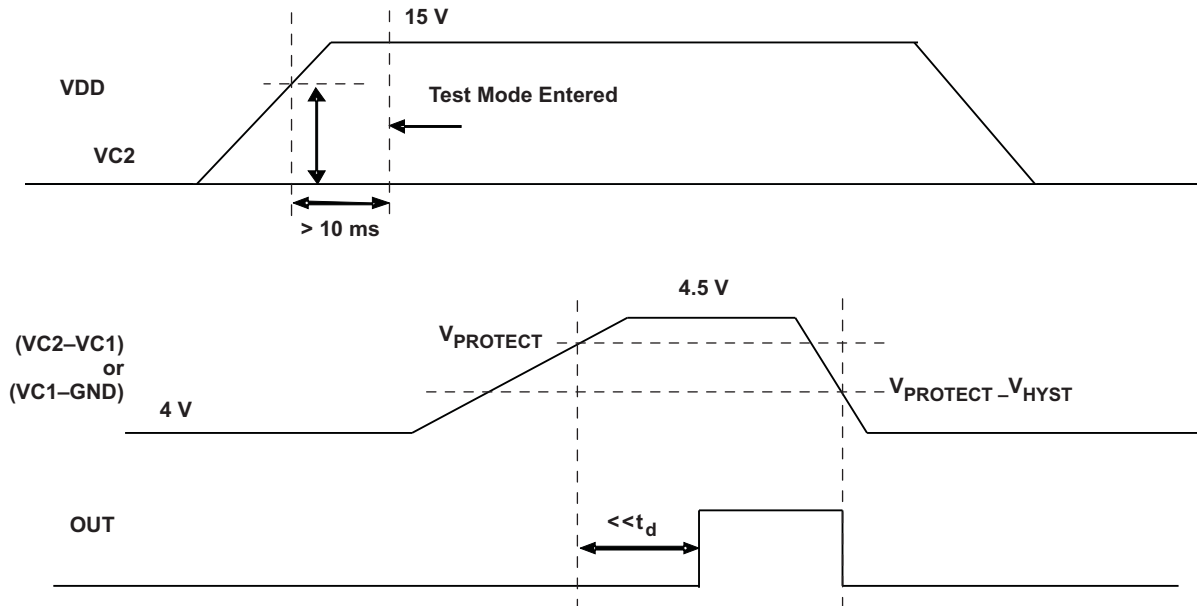 15 V
VDD
Test Mode Entered
VC2
> 10 ms
4.5 V
(VC2–VC1)
or
(VC1–GND)
VPROTECT
VPROTECT – VHYST
4 V
OUT
<<td